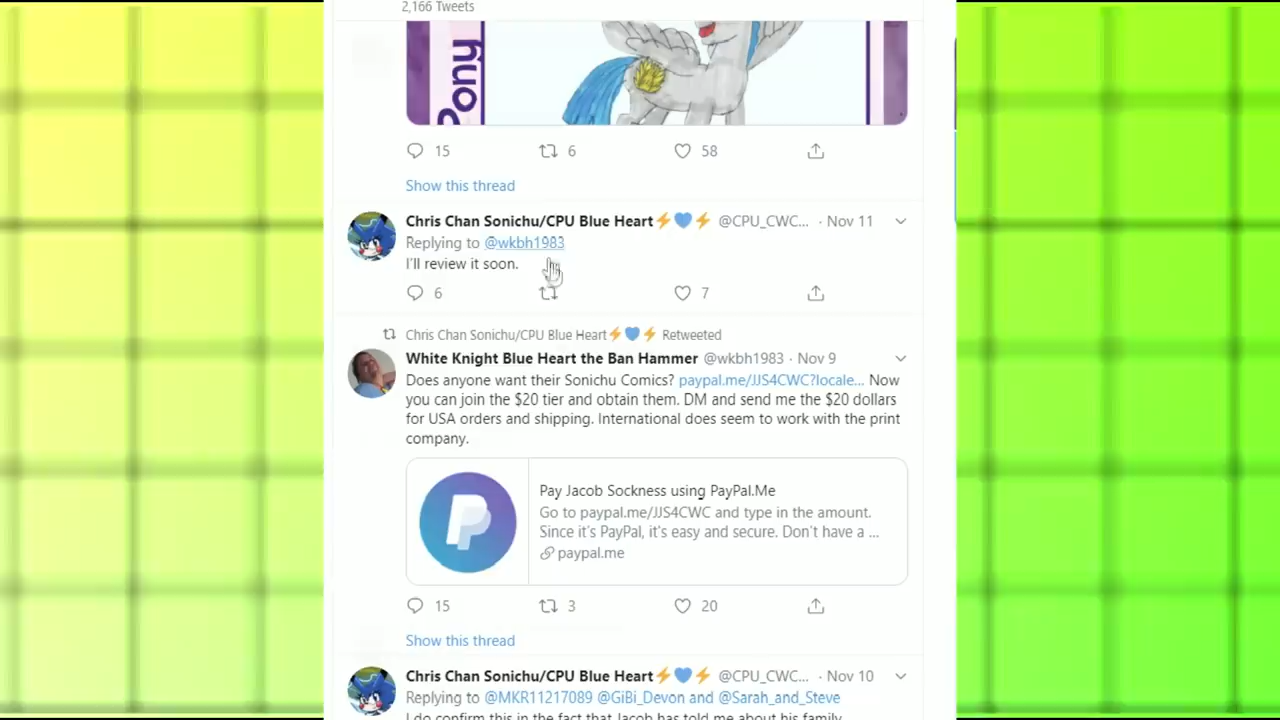 2,166 Tweets
Pony
15 6 58
Show this thread
Chris Chan Sonichu/CPU Blue Heart⚡💙⚡ @CPU_CWC... · Nov 11
Replying to @wkbh1983
I'll review it soon.
6 7
Chris Chan Sonichu/CPU Blue Heart⚡💙⚡ Retweeted
White Knight Blue Heart the Ban Hammer @wkbh1983 · Nov 9
Does anyone want their Sonichu Comics? paypal.me/JJS4CWC?locale... Now
you can join the $20 tier and obtain them. DM and send me the $20 dollars
for USA orders and shipping. International does seem to work with the print
company.
Pay Jacob Sockness using PayPal.Me
Go to paypal.me/JJS4CWC and type in the amount.
Since it's PayPal, it's easy and secure. Don't have a ...
paypal.me
15 3 20
Show this thread
Chris Chan Sonichu/CPU Blue Heart⚡💙⚡ @CPU_CWC... · Nov 10
Replying to @MKR11217089 @GiBi_Devon and @Sarah_and_Steve
I do confirm this in the fact that Jacob has told me about his family